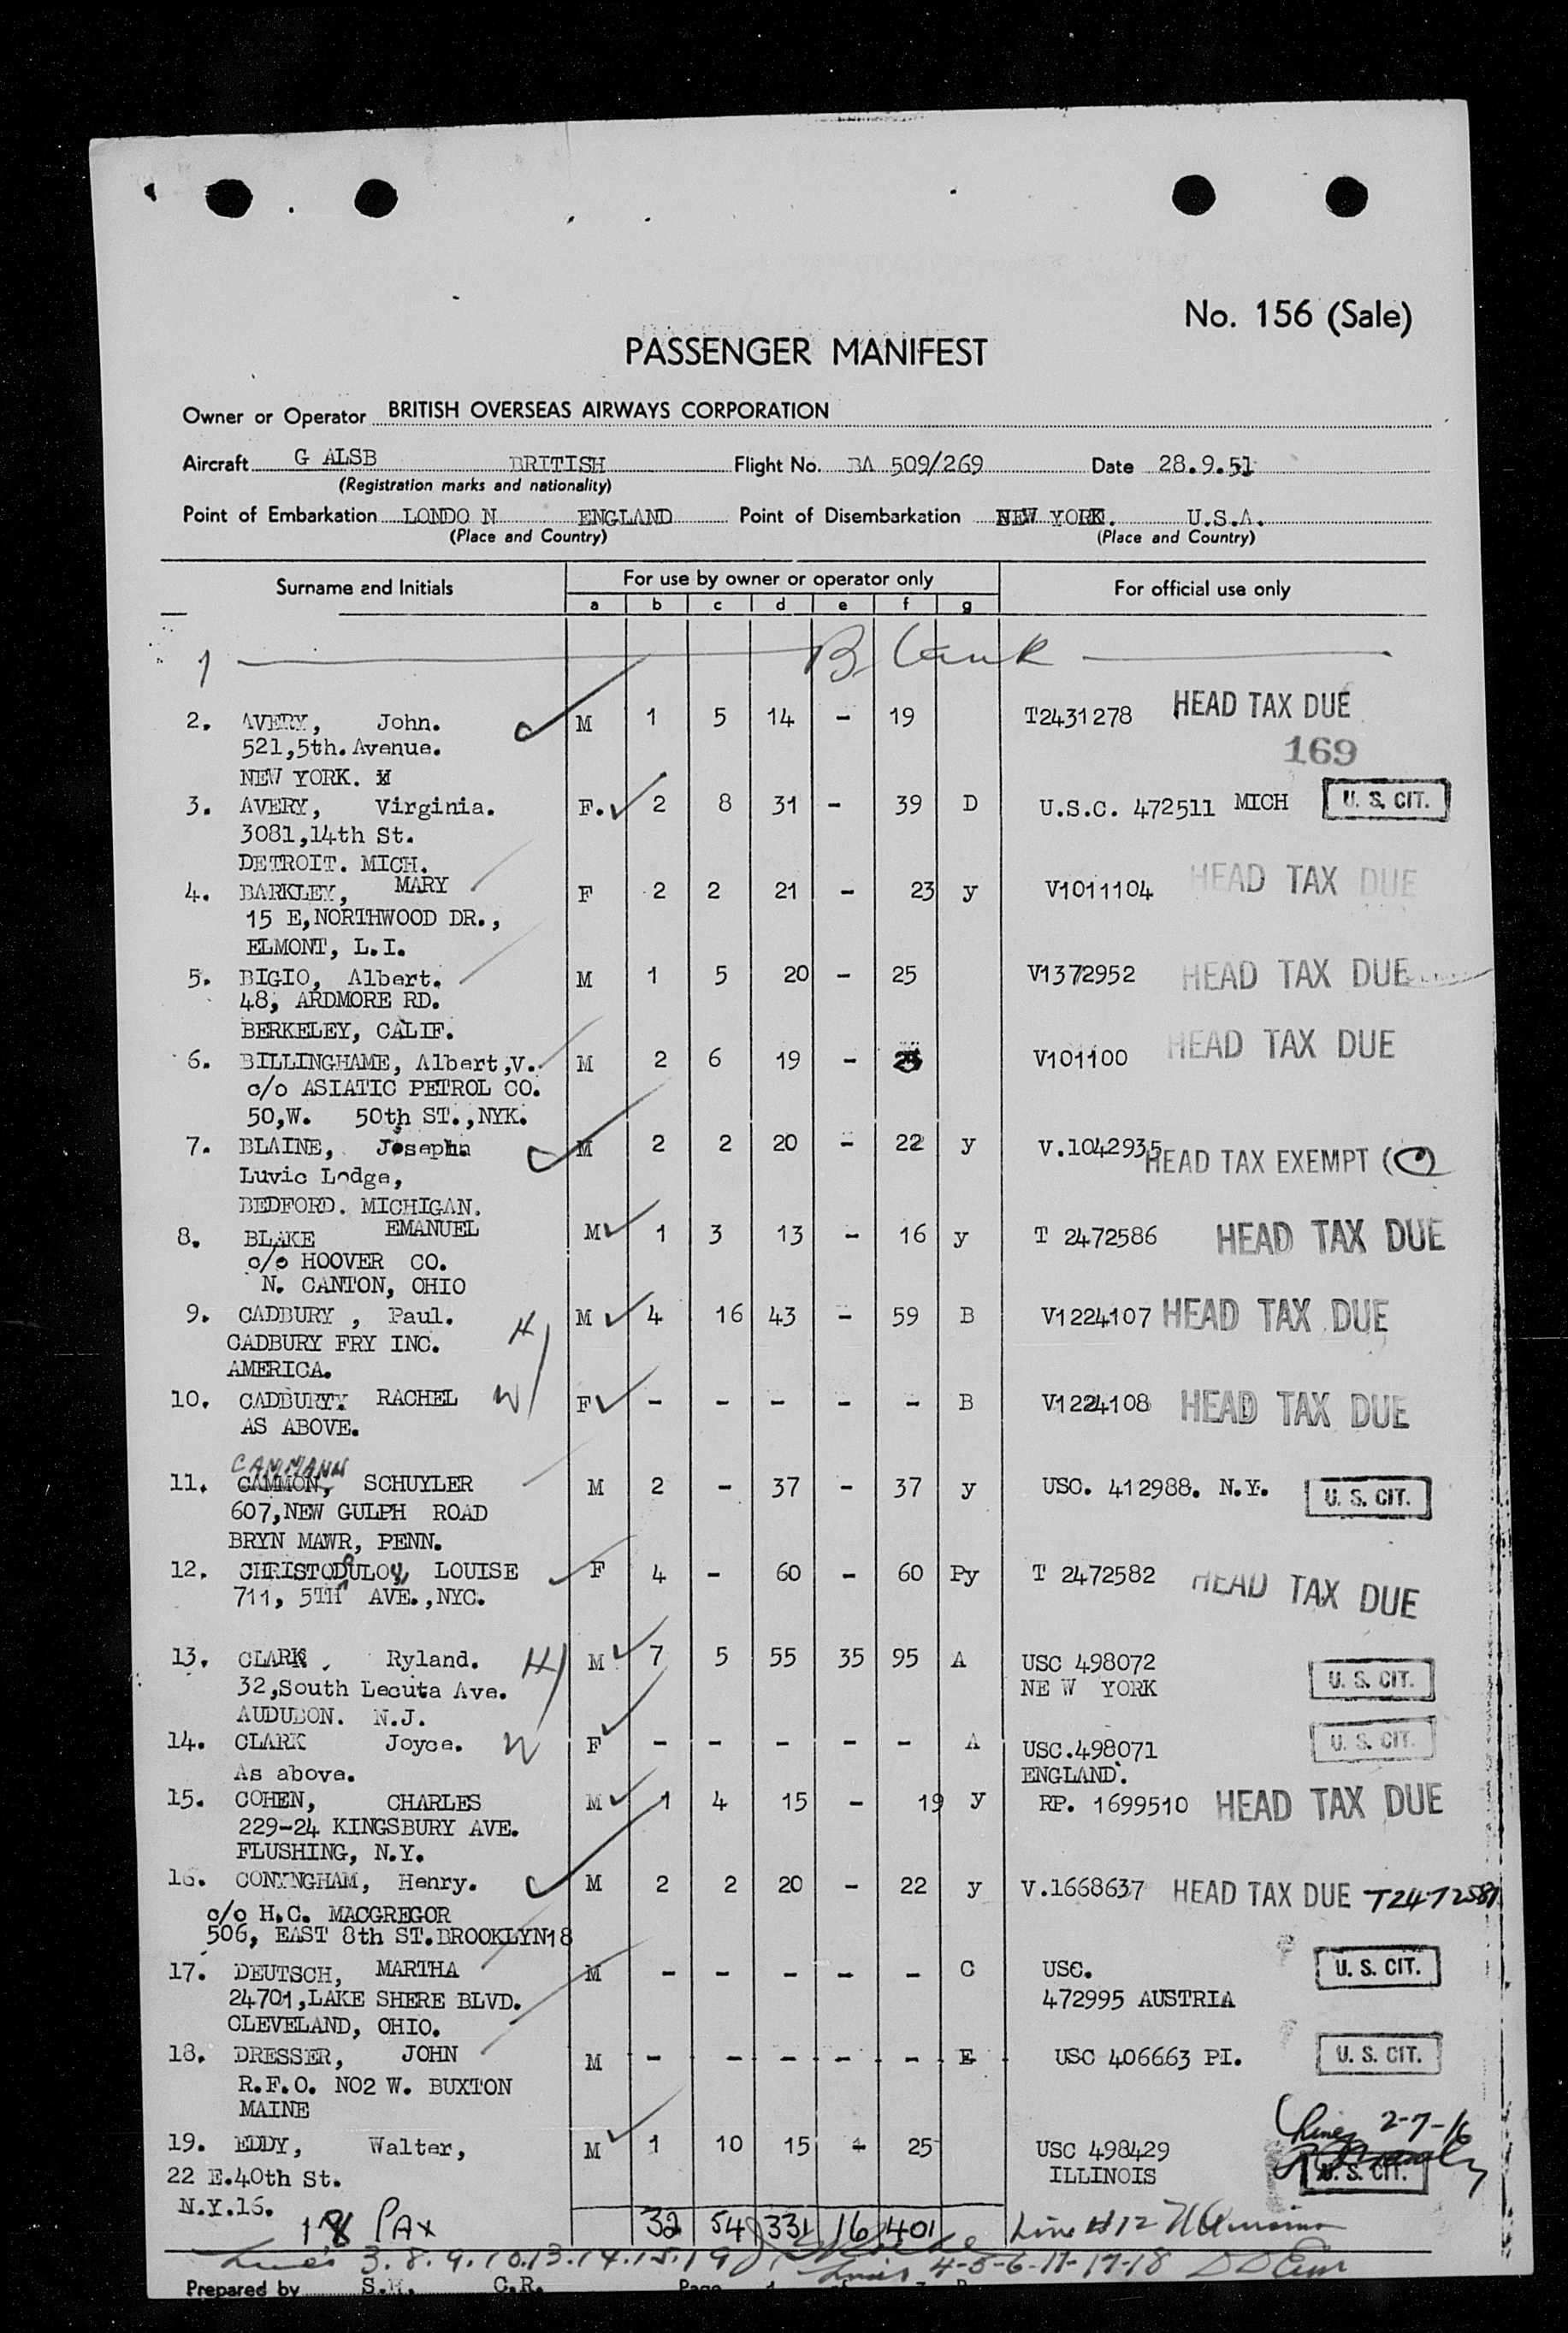 No. 156 (Sale)
PASSENGER MANIFEST
Owner or Operator BRITISH OVERSEAS AIRWAYS CORPORATION
Aircraft G ALSB BRITISH Flight No. BA 509/269 Date 28.9.51
(Registration marks and nationality)
Point of Embarkation LONDO N ENGLAND Point of Disembarkation NEW YORK. U.S.A.
(Place and Country) (Place and Country)
Surname and Initials For use by owner or operator only For official use only
a b c d e f g
1 Blank
2. AVERY, John. M 1 5 14 - 19 T2431278 HEAD TAX DUE
521,5th. Avenue. 169
NEW YORK.
3. AVERY, Virginia. F. 2 8 31 - 39 D U.S.C. 472511 MICH U. S. CIT.
3081,14th St.
DETROIT. MICH.
4. BARKLEY, MARY F 2 2 21 - 23 y V1011104 HEAD TAX DUE
15 E,NORTHWOOD DR.,
ELMONT, L.I.
5. BIGIO, Albert. M 1 5 20 - 25 V1372952 HEAD TAX DUE
48, ARDMORE RD.
BERKELEY, CALIF.
6. BILLINGHAME, Albert,V. M 2 6 19 - 25 V101100 HEAD TAX DUE
c/o ASIATIC PETROL CO.
50,W. 50th ST.,NYK.
7. BLAINE, Joseph. M 2 2 20 - 22 y V.1042935 HEAD TAX EXEMPT
Luvic Lodge,
BEDFORD. MICHIGAN.
8. BLAKE EMANUEL M 1 3 13 - 16 y T 2472586 HEAD TAX DUE
c/o HOOVER CO.
N. CANTON, OHIO
9. CADBURY , Paul. H M 4 16 43 - 59 B V1224107 HEAD TAX DUE
CADBURY FRY INC.
AMERICA.
10. CADBURY RACHEL W F - - - - - B V1224108 HEAD TAX DUE
AS ABOVE.
CAMMANN
11. CAMMON, SCHUYLER M 2 - 37 - 37 y USC. 412988. N.Y. U. S. CIT.
607,NEW GULPH ROAD
BRYN MAWR, PENN.
12. CHRISTODULOU, LOUISE F 4 - 60 - 60 Py T 2472582 HEAD TAX DUE
711, 5TH AVE.,NYC.
13. CLARK, Ryland. H M 7 5 55 35 95 A USC 498072 U. S. CIT.
32,South Lecuta Ave. NE W YORK
AUDUBON. N.J.
14. CLARK Joyce. W F - - - - - A USC.498071 U. S. CIT.
As above. ENGLAND.
15. COHEN, CHARLES M 1 4 15 - 19 y RP. 1699510 HEAD TAX DUE
229-24 KINGSBURY AVE.
FLUSHING, N.Y.
16. CONYNGHAM, Henry. M 2 2 20 - 22 y V.1668637 HEAD TAX DUE T2472581
c/o H.C. MACGREGOR
506, EAST 8th ST.BROOKLYN18
17. DEUTSCH, MARTHA M - - - - - C USC. U. S. CIT.
24701,LAKE SHERE BLVD. 472995 AUSTRIA
CLEVELAND, OHIO.
18. DRESSER, JOHN M - - - - - E USC 406663 PI. U. S. CIT.
R.F.O. NO2 W. BUXTON
MAINE
Lines 2-7-16
19. EDDY, Walter, M 1 10 15 - 25 USC 498429
22 E.40th St. ILLINOIS U. S. CIT.
N.Y.16.
18 PAX 32 54 331 16 401 Line #12
Lines 3.8.9.10.13.14.15.19
Lines 4-5-6-11-17-18
Prepared by S.M. C.R. Page